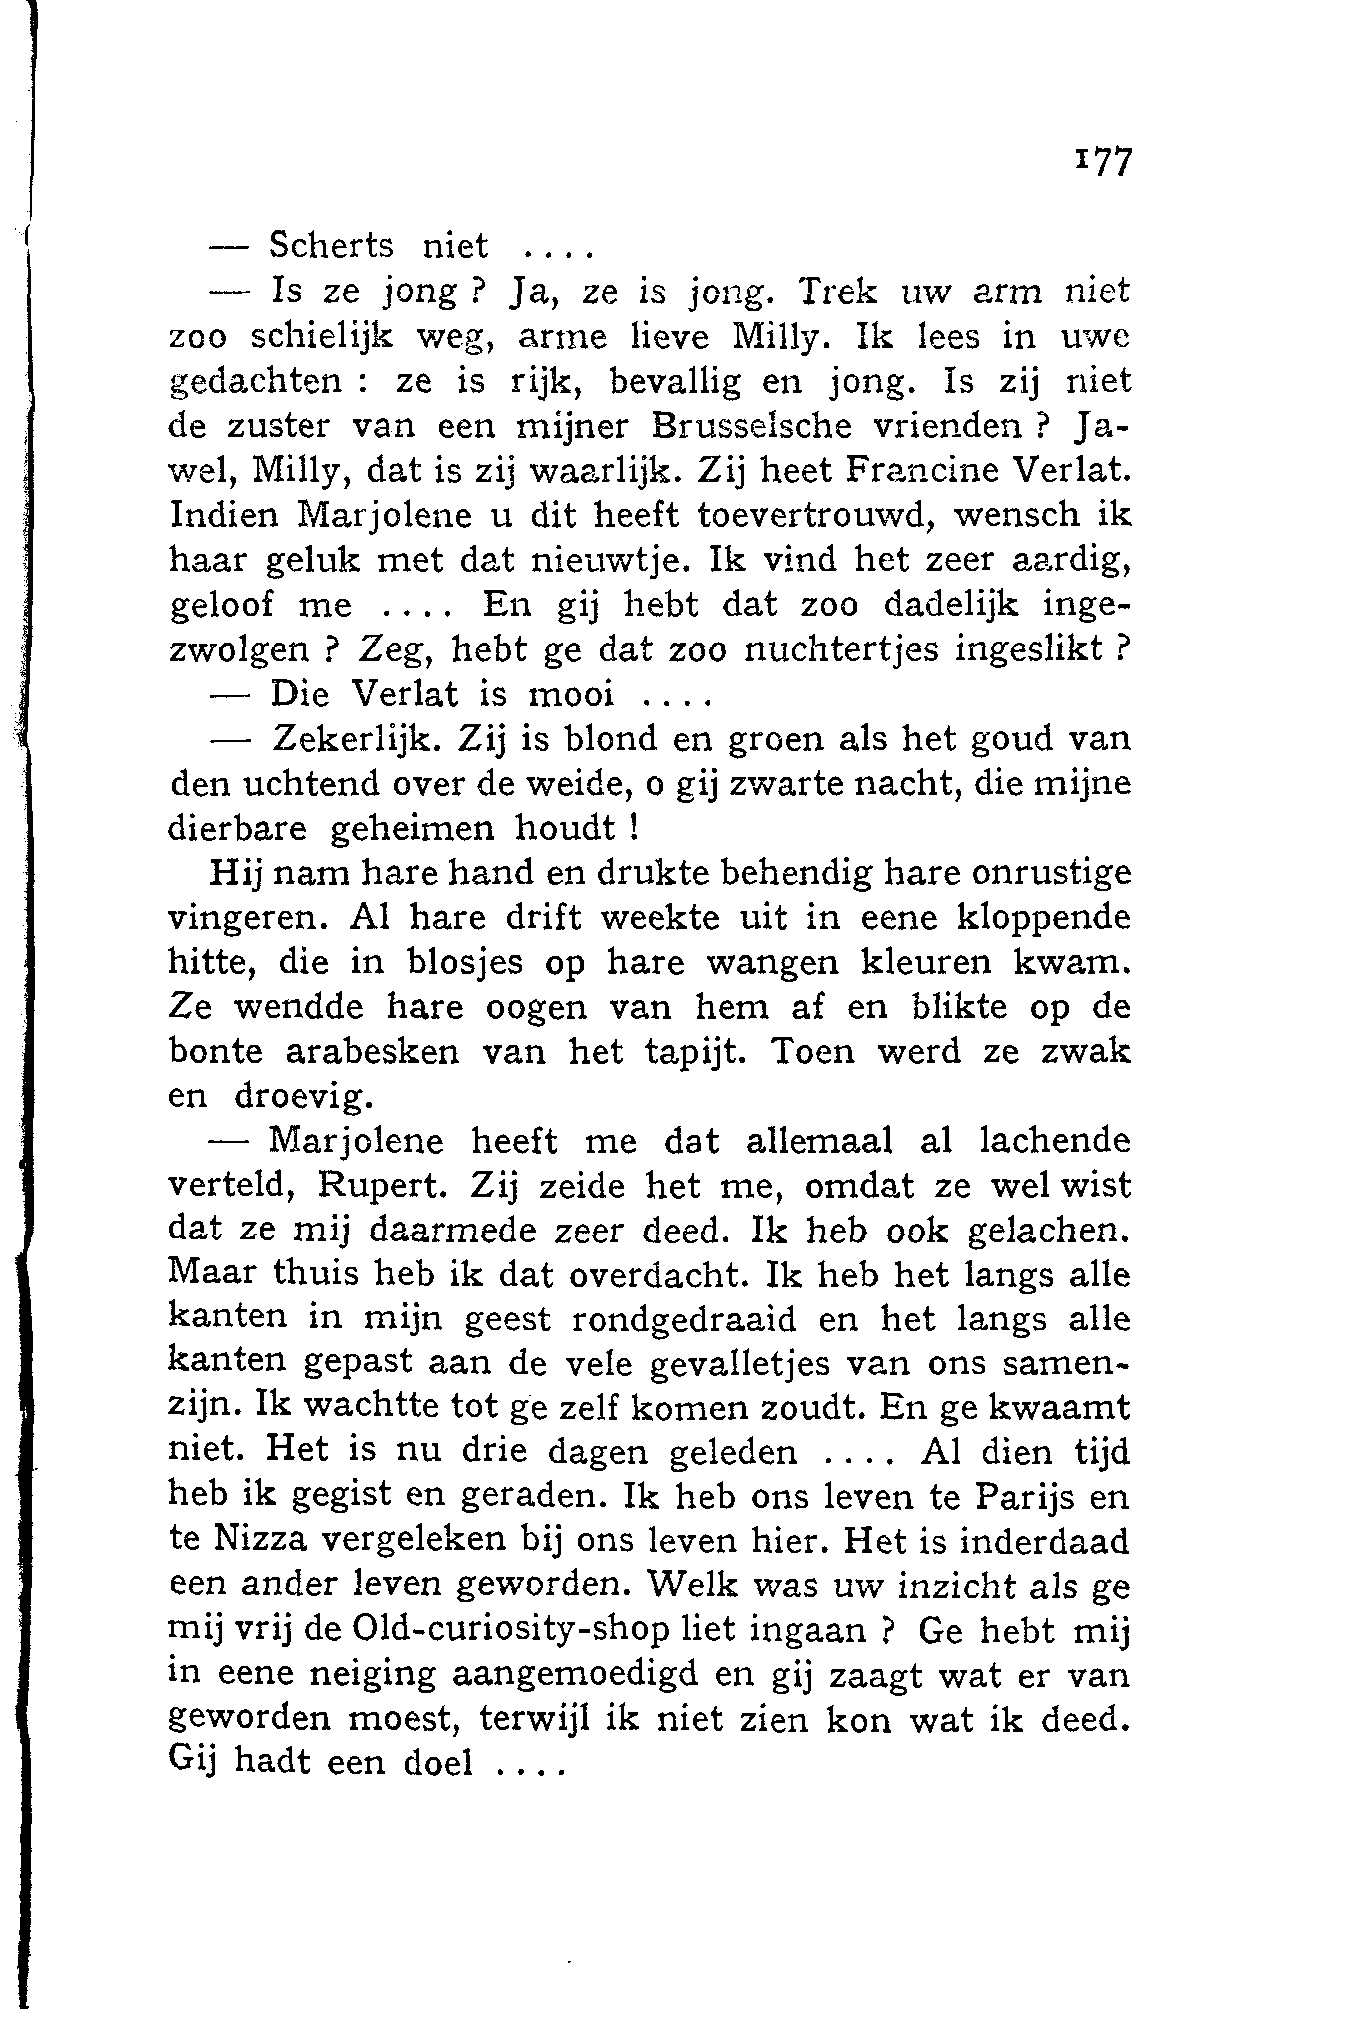 177
— Scherts niet ....
— Is ze jong ? Ja, ze is jong. Trek uw arm niet
zoo schielijk weg, arme lieve Milly. Ik lees in uwe
gedachten : ze is rijk, bevallig en jong. Is zij niet
de zuster van een mijner Brusselsche vrienden ? Ja-
wel, Milly, dat is zij waarlijk. Zij heet Francine Verlat.
Indien Marjolene u dit heeft toevertrouwd, wensch ik
haar geluk met dat nieuwtje. Ik vind het zeer aardig,
geloof me .... En gij hebt dat zoo dadelijk inge-
zwolgen ? Zeg, hebt ge dat zoo nuchtertjes ingeslikt ?
— Die Verlat is mooi ....
— Zekerlijk. Zij is blond en groen als het goud van
den uchtend over de weide, o gij zwarte nacht, die mijne
dierbare geheimen houdt !
Hij nam hare hand en drukte behendig hare onrustige
vingeren. Al hare drift weekte uit in eene kloppende
hitte, die in blosjes op hare wangen kleuren kwam.
Ze wendde hare oogen van hem af en blikte op de
bonte arabesken van het tapijt. Toen werd ze zwak
en droevig.
— Marjolene heeft me dat allemaal al lachende
verteld, Rupert. Zij zeide het me, omdat ze wel wist
dat ze mij daarmede zeer deed. Ik heb ook gelachen.
Maar thuis heb ik dat overdacht. Ik heb het langs alle
kanten in mijn geest rondgedraaid en het langs alle
kanten gepast aan de vele gevalletjes van ons samen-
zijn. Ik wachtte tot ge zelf komen zoudt. En ge kwaamt
niet. Het is nu drie dagen geleden .... Al dien tijd
heb ik gegist en geraden. Ik heb ons leven te Parijs en
te Nizza vergeleken bij ons leven hier. Het is inderdaad
een ander leven geworden. Welk was uw inzicht als ge
mij vrij de Old-curiosity-shop liet ingaan ? Ge hebt mij
in eene neiging aangemoedigd en gij zaagt wat er van
geworden moest, terwijl ik niet zien kon wat ik deed.
Gij hadt een doel ....